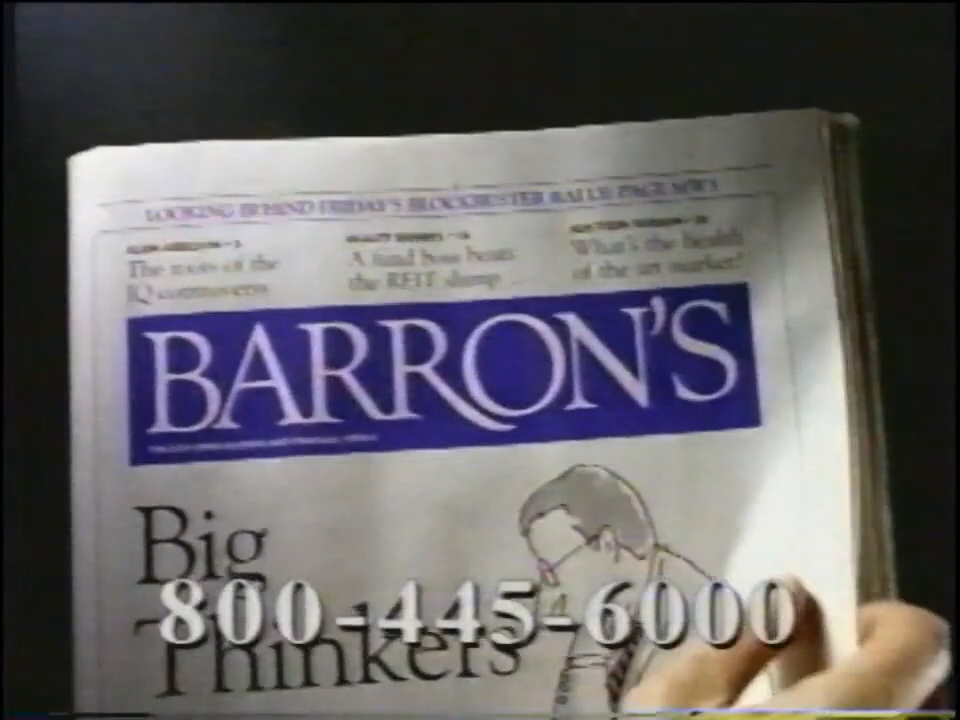 LOOKING BEHIND FRIDAY'S BLOCKBUSTER PAGE
The roots of the
IQ controversy
A fund boss beats
the REIT slump
What's the health
of the art market?
BARRON'S
Big
Thinkers
800-445-6000